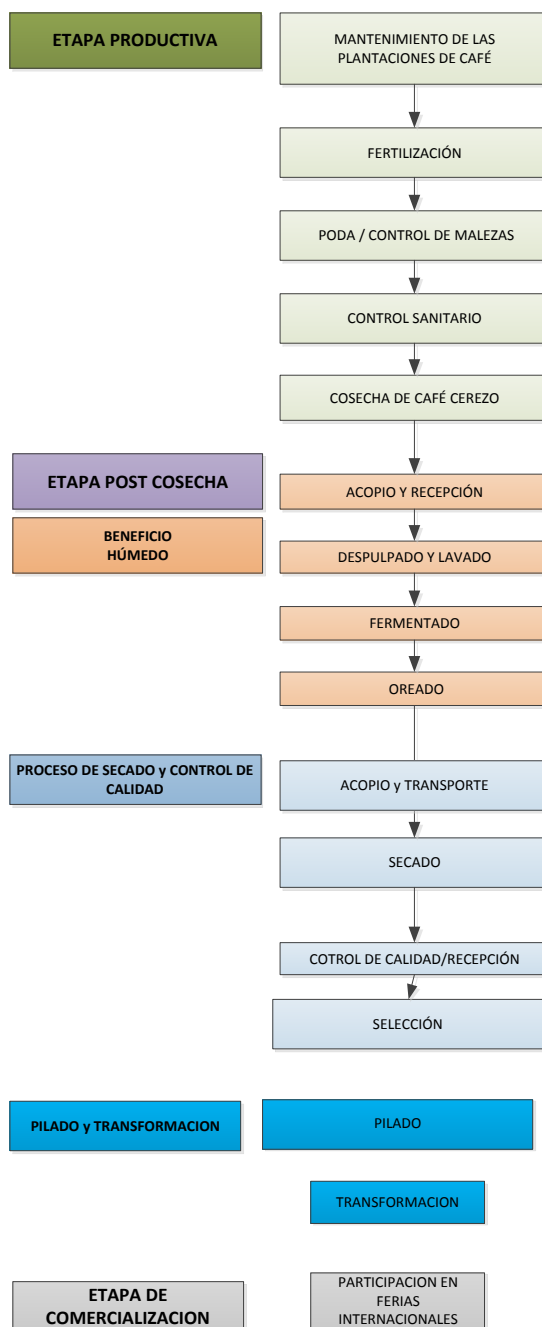 ETAPA PRODUCTIVA
MANTENIMIENTO DE LAS
PLANTACIONES DE CAFÉ
FERTILIZACIÓN
PODA / CONTROL DE MALEZAS
CONTROL SANITARIO
COSECHA DE CAFÉ CEREZO
ETAPA POST COSECHA
ACOPIO Y RECEPCIÓN
BENEFICIO
HÚMEDO
DESPULPADO Y LAVADO
FERMENTADO
OREADO
PROCESO DE SECADO y CONTROL DE
CALIDAD
ACOPIO y TRANSPORTE
SECADO
COTROL DE CALIDAD/RECEPCIÓN
SELECCIÓN
PILADO y TRANSFORMACION
PILADO
TRANSFORMACION
ETAPA DE
COMERCIALIZACION
PARTICIPACION EN
FERIAS
INTERNACIONALES